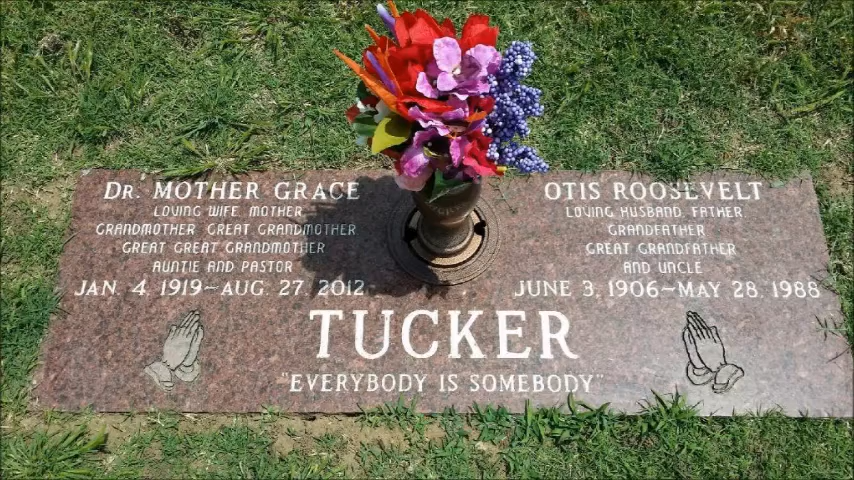 DR. MOTHER GRACE
LOVING WIFE MOTHER
GRANDMOTHER GREAT GRANDMOTHER
GREAT GREAT GRANDMOTHER
AUNTIE AND PASTOR
JAN. 4, 1919~AUG. 27, 2012
OTIS ROOSEVELT
LOVING HUSBAND FATHER
GRANDFATHER
GREAT GRANDFATHER
AND UNCLE
JUNE 3, 1906~MAY 28, 1988
TUCKER
"EVERYBODY IS SOMEBODY"